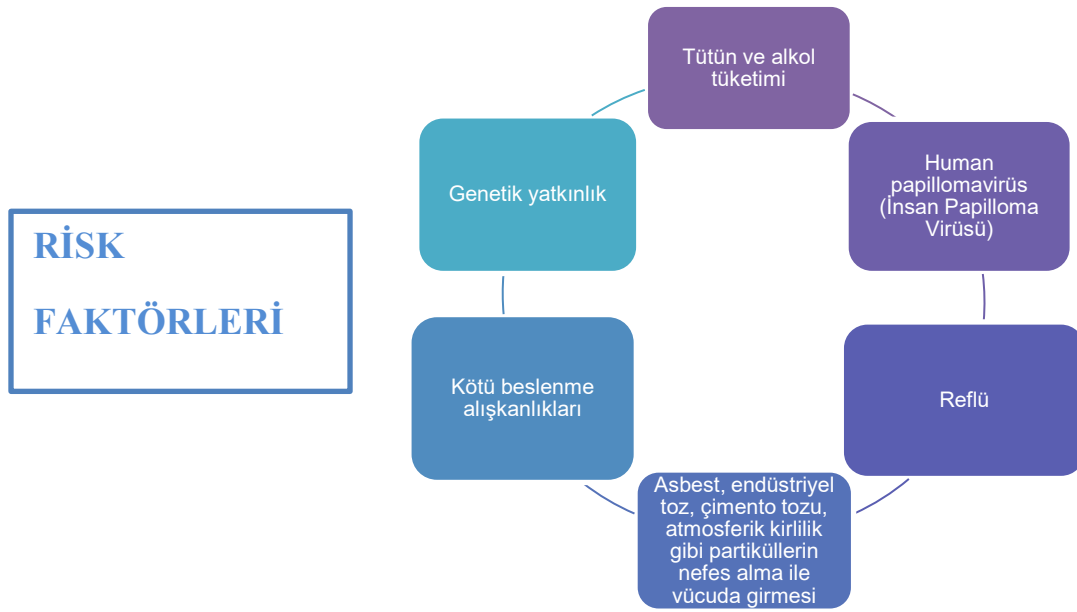 RİSK
FAKTÖRLERİ
Tütün ve alkol
tüketimi
Human
papillomavirüs
(İnsan Papilloma
Virüsü)
Reflü
Asbest, endüstriyel
toz, çimento tozu,
atmosferik kirlilik
gibi partiküllerin
nefes alma ile
vücuda girmesi
Kötü beslenme
alışkanlıkları
Genetik yatkınlık